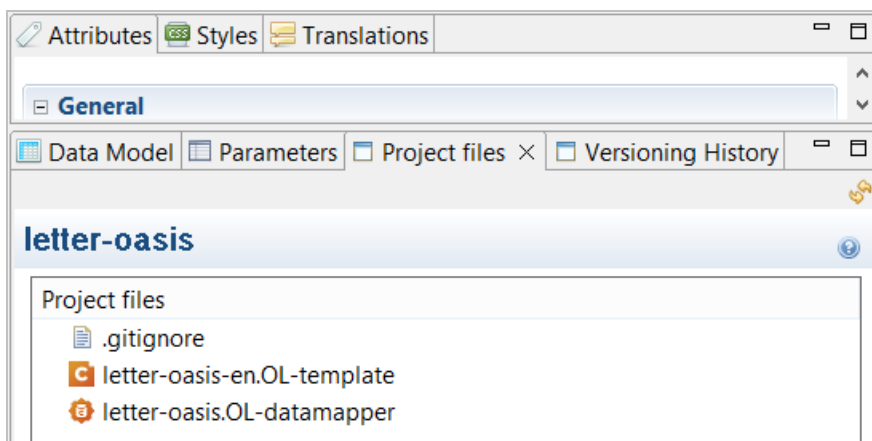 Attributes Styles Translations
General
Data Model Parameters Project files Versioning History
letter-oasis
Project files
.gitignore
letter-oasis-en.OL-template
letter-oasis.OL-datamapper